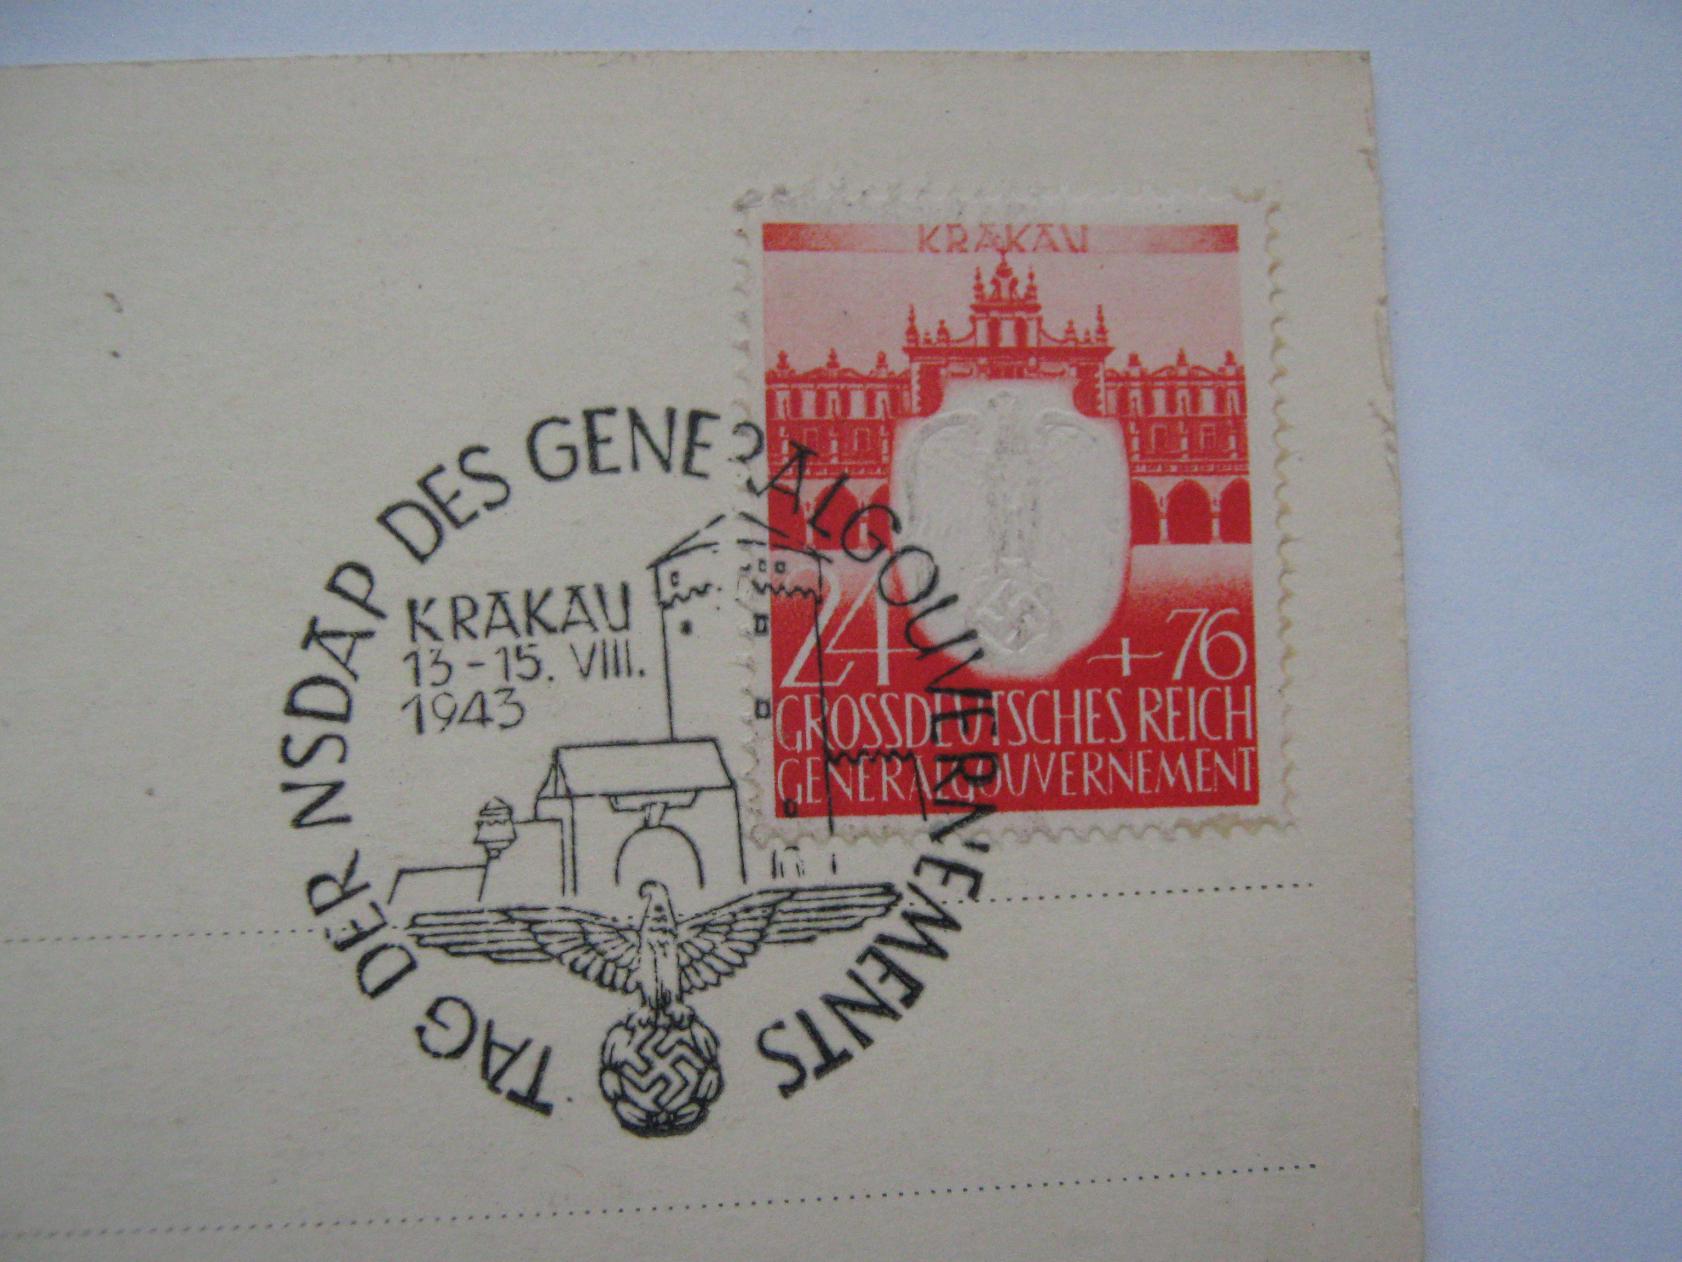 KRAKAU
24 + 76
GROSSDEUTSCHES REICH
GENERALGOUVERNEMENT
TAG DER NSDAP DES GENERALGOUVERNEMENTS
KRAKAU
13-15. VIII.
1943